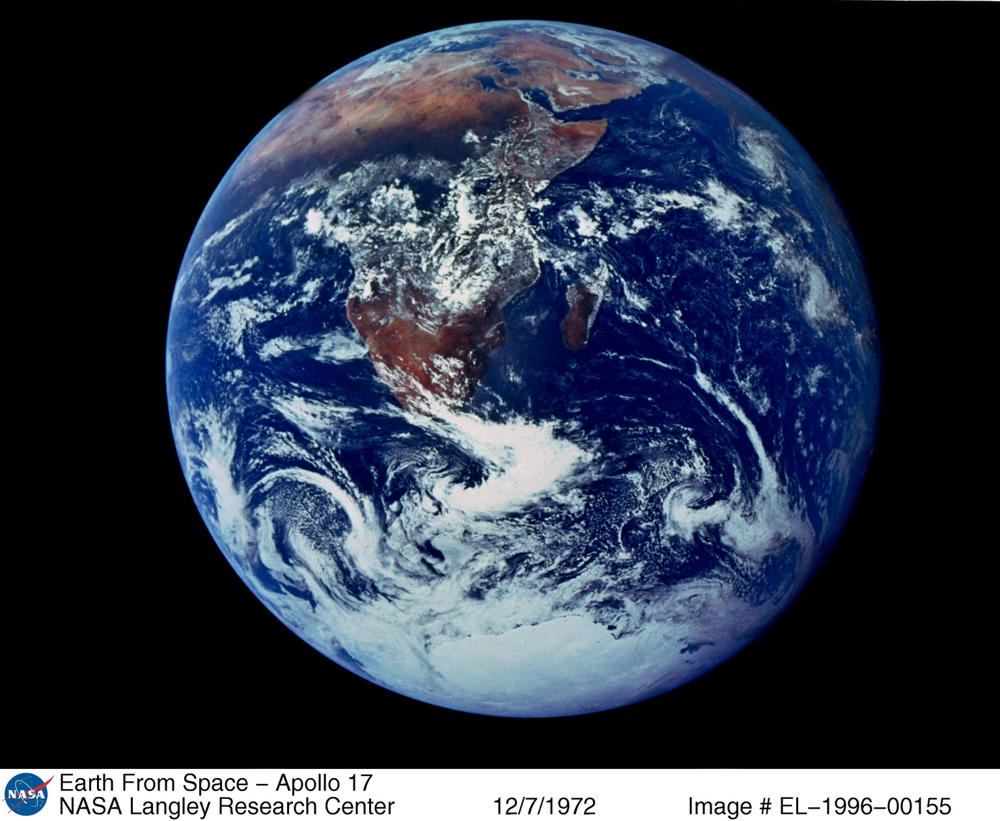 NASA
Earth From Space – Apollo 17
NASA Langley Research Center
12/7/1972
Image # EL–1996–00155